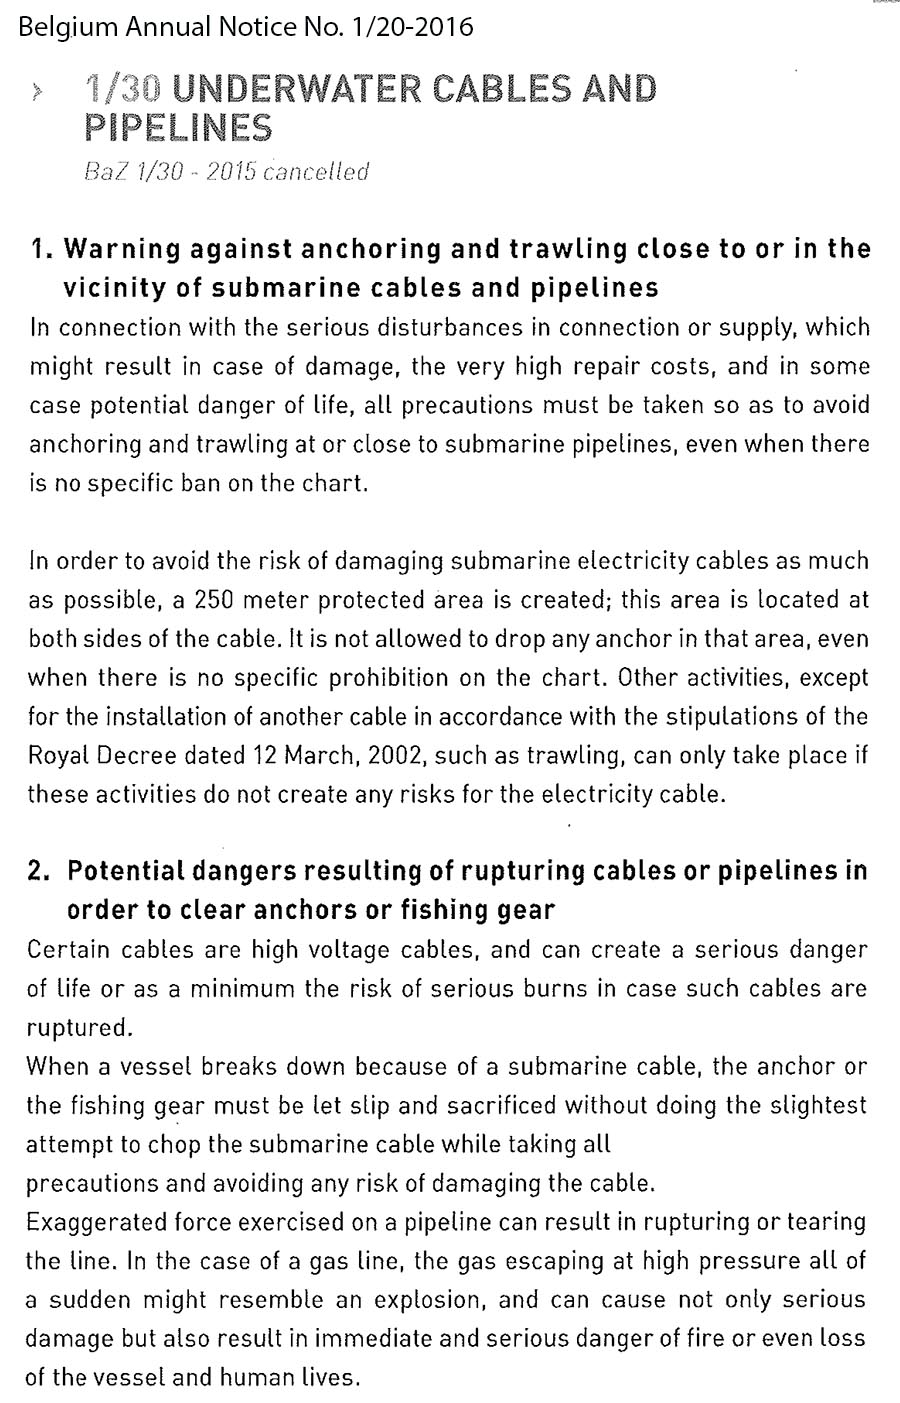 Belgium Annual Notice No. 1/20-2016
> 1/30 UNDERWATER CABLES AND
PIPELINES
BaZ 1/30 - 2015 cancelled
1. Warning against anchoring and trawling close to or in the
vicinity of submarine cables and pipelines
In connection with the serious disturbances in connection or supply, which
might result in case of damage, the very high repair costs, and in some
case potential danger of life, all precautions must be taken so as to avoid
anchoring and trawling at or close to submarine pipelines, even when there
is no specific ban on the chart.
In order to avoid the risk of damaging submarine electricity cables as much
as possible, a 250 meter protected area is created; this area is located at
both sides of the cable. It is not allowed to drop any anchor in that area, even
when there is no specific prohibition on the chart. Other activities, except
for the installation of another cable in accordance with the stipulations of the
Royal Decree dated 12 March, 2002, such as trawling, can only take place if
these activities do not create any risks for the electricity cable.
2. Potential dangers resulting of rupturing cables or pipelines in
order to clear anchors or fishing gear
Certain cables are high voltage cables, and can create a serious danger
of life or as a minimum the risk of serious burns in case such cables are
ruptured.
When a vessel breaks down because of a submarine cable, the anchor or
the fishing gear must be let slip and sacrificed without doing the slightest
attempt to chop the submarine cable while taking all
precautions and avoiding any risk of damaging the cable.
Exaggerated force exercised on a pipeline can result in rupturing or tearing
the line. In the case of a gas line, the gas escaping at high pressure all of
a sudden might resemble an explosion, and can cause not only serious
damage but also result in immediate and serious danger of fire or even loss
of the vessel and human lives.